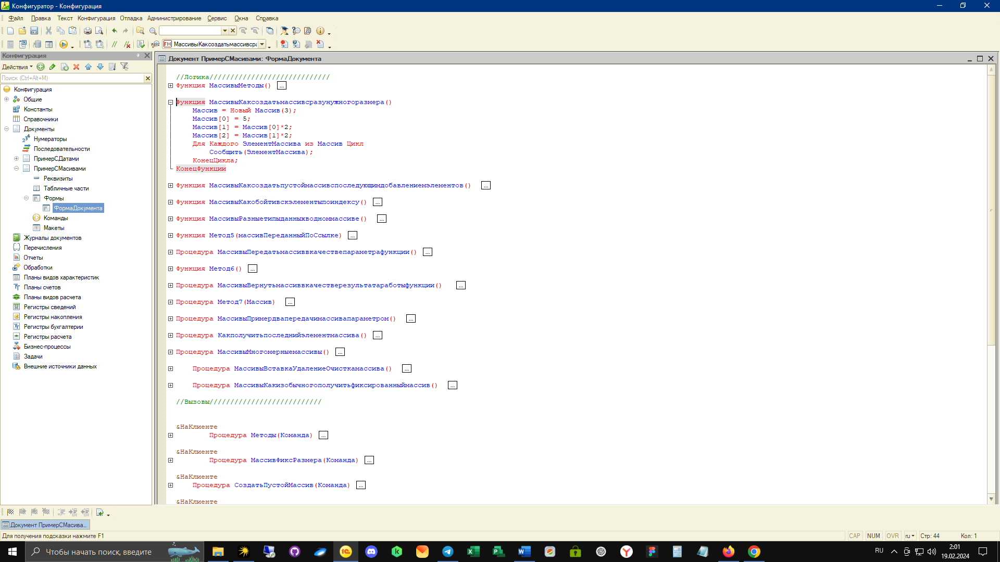 Конфигуратор - Конфигурация
Файл Правка Текст Конфигурация Отладка Администрирование Сервис Окна Справка
МассивыКаксоздатьмассивсра
Конфигурация
Действия
Поиск (Ctrl+Alt+M)
Конфигурация
Общие
Константы
Справочники
Документы
Нумераторы
Последовательности
ПримерСДатами
ПримерСМасивами
Реквизиты
Табличные части
Формы
ФормаДокумента
Команды
Макеты
Журналы документов
Перечисления
Отчеты
Обработки
Планы видов характеристик
Планы счетов
Планы видов расчета
Регистры сведений
Регистры накопления
Регистры бухгалтерии
Регистры расчета
Бизнес-процессы
Задачи
Внешние источники данных
Документ ПримерСМасивами: ФормаДокумента
//Логика/////////////////////////////
Функция МассивыМетоды() ...
Функция МассивыКаксоздатьмассивсразунужногоразмера()
Массив = Новый Массив(3);
Массив[0] = 5;
Массив[1] = Массив[0]*2;
Массив[2] = Массив[1]*2;
Для Каждого ЭлементМассива из Массив Цикл
Сообщить(ЭлементМассива);
КонецЦикла;
КонецФункции
Функция МассивыКаксоздатьпустоймассивспоследующимдобавлениемэлементов() ...
Функция МассивыКакобойтивскэлементыпоиндексу() ...
Функция МассивыРазныетипыданныхводноммассиве() ...
Функция Метод5(массивПереданныйПоСсылке) ...
Процедура МассивыПередатьмассиввкачествепараметрафункции() ...
Функция Метод6() ...
Процедура МассивыВернутьмассиввкачестверезультатаработыфункции() ...
Процедура Метод7(Массив) ...
Процедура МассивыПримердвапередачимассивапараметром() ...
Процедура Какполучитьпоследнийэлементмассива() ...
Процедура МассивыМногомерныемассивы() ...
Процедура МассивыВставкаУдалениеОчисткамассива() ...
Процедура МассивыКакизобычногополучитьфиксированныймассив() ...
//Вызовы///////////////////////////
&НаКлиенте
Процедура Методы(Команда) ...
&НаКлиенте
Процедура МассивФиксРазмера(Команда) ...
&НаКлиенте
Процедура СоздатьПустойМассив(Команда) ...
&НаКлиенте
Документ ПримерСМасива...
Для получения подсказки нажмите F1
CAP NUM OVR ru Стр: 44 Кол: 1
Чтобы начать поиск, введите
RU
2:01
19.02.2024